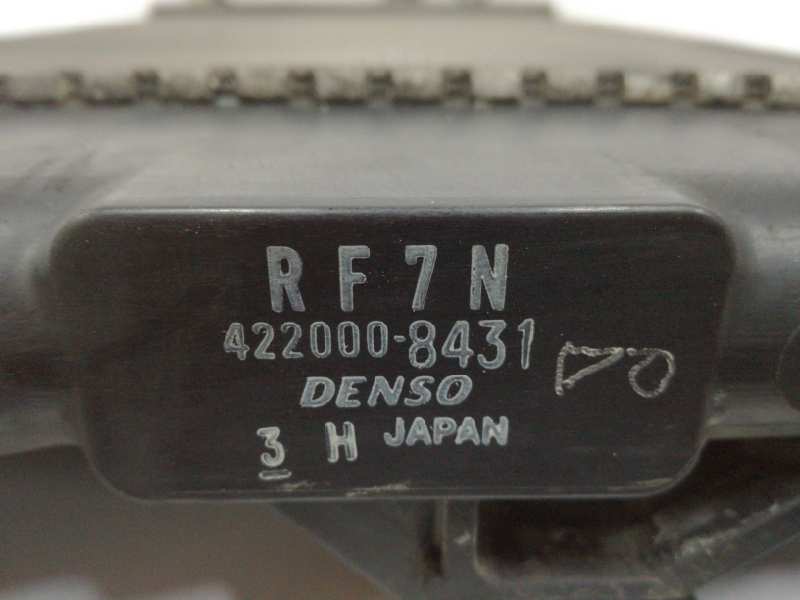 RF7N
422000-8431
DENSO
3 H JAPAN